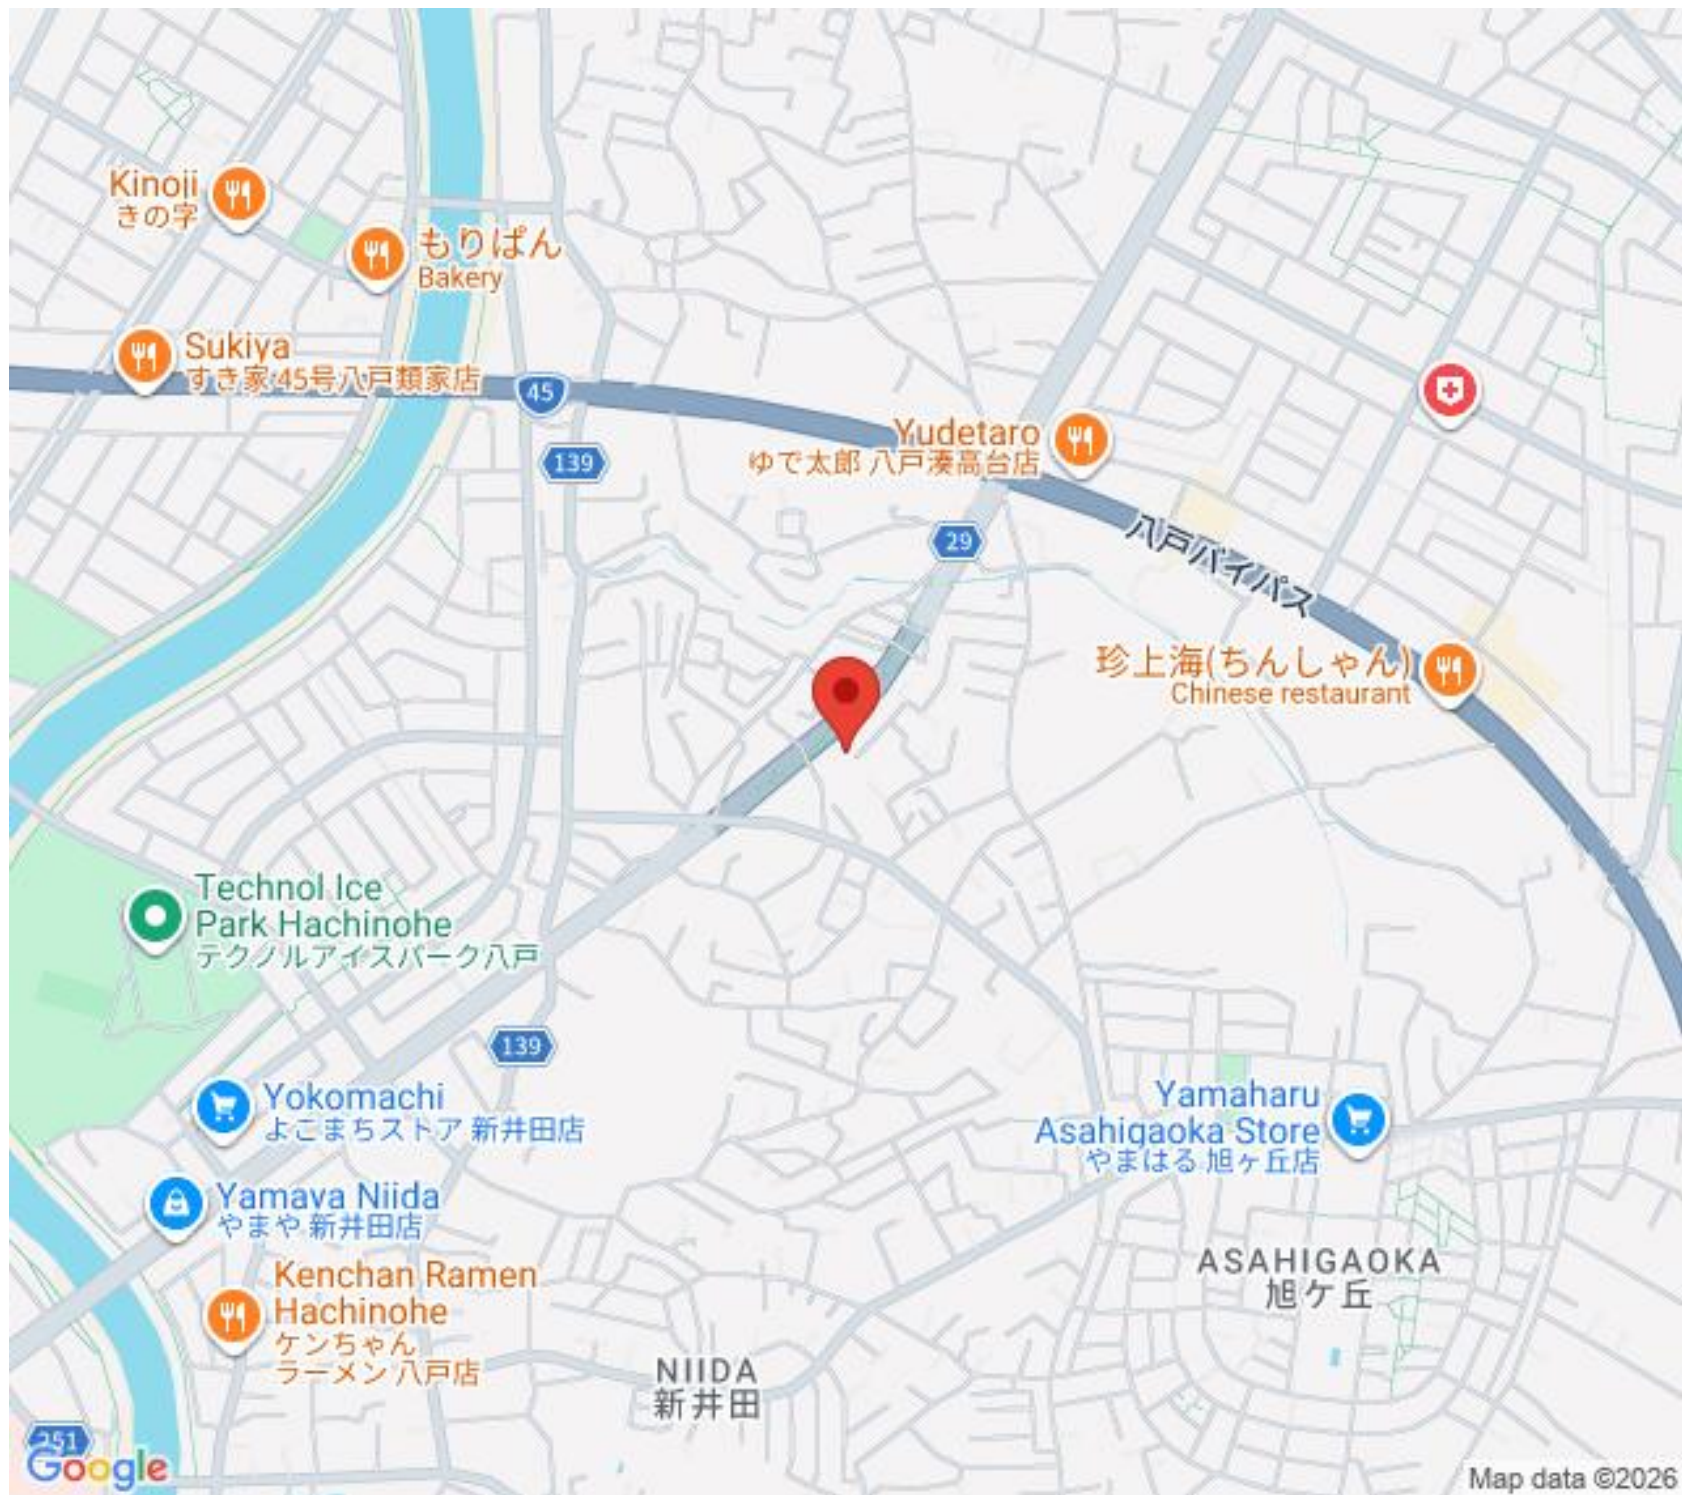 Kinoji
きの字
もりぱん
Bakery
Sukiya
すき家 45号八戸類家店
45
139
Yudetaro
ゆで太郎 八戸湊高台店
29
八戸バイパス
珍上海(ちんしゃん)
Chinese restaurant
Technol Ice
Park Hachinohe
テクノルアイスパーク八戸
139
Yokomachi
よこまちストア 新井田店
Yamaya Niida
やまや 新井田店
Yamaharu
Asahigaoka Store
やまはる 旭ヶ丘店
Kenchan Ramen
Hachinohe
ケンちゃん
ラーメン 八戸店
ASAHIGAOKA
旭ケ丘
NIIDA
新井田
251
Google
Map data ©2026